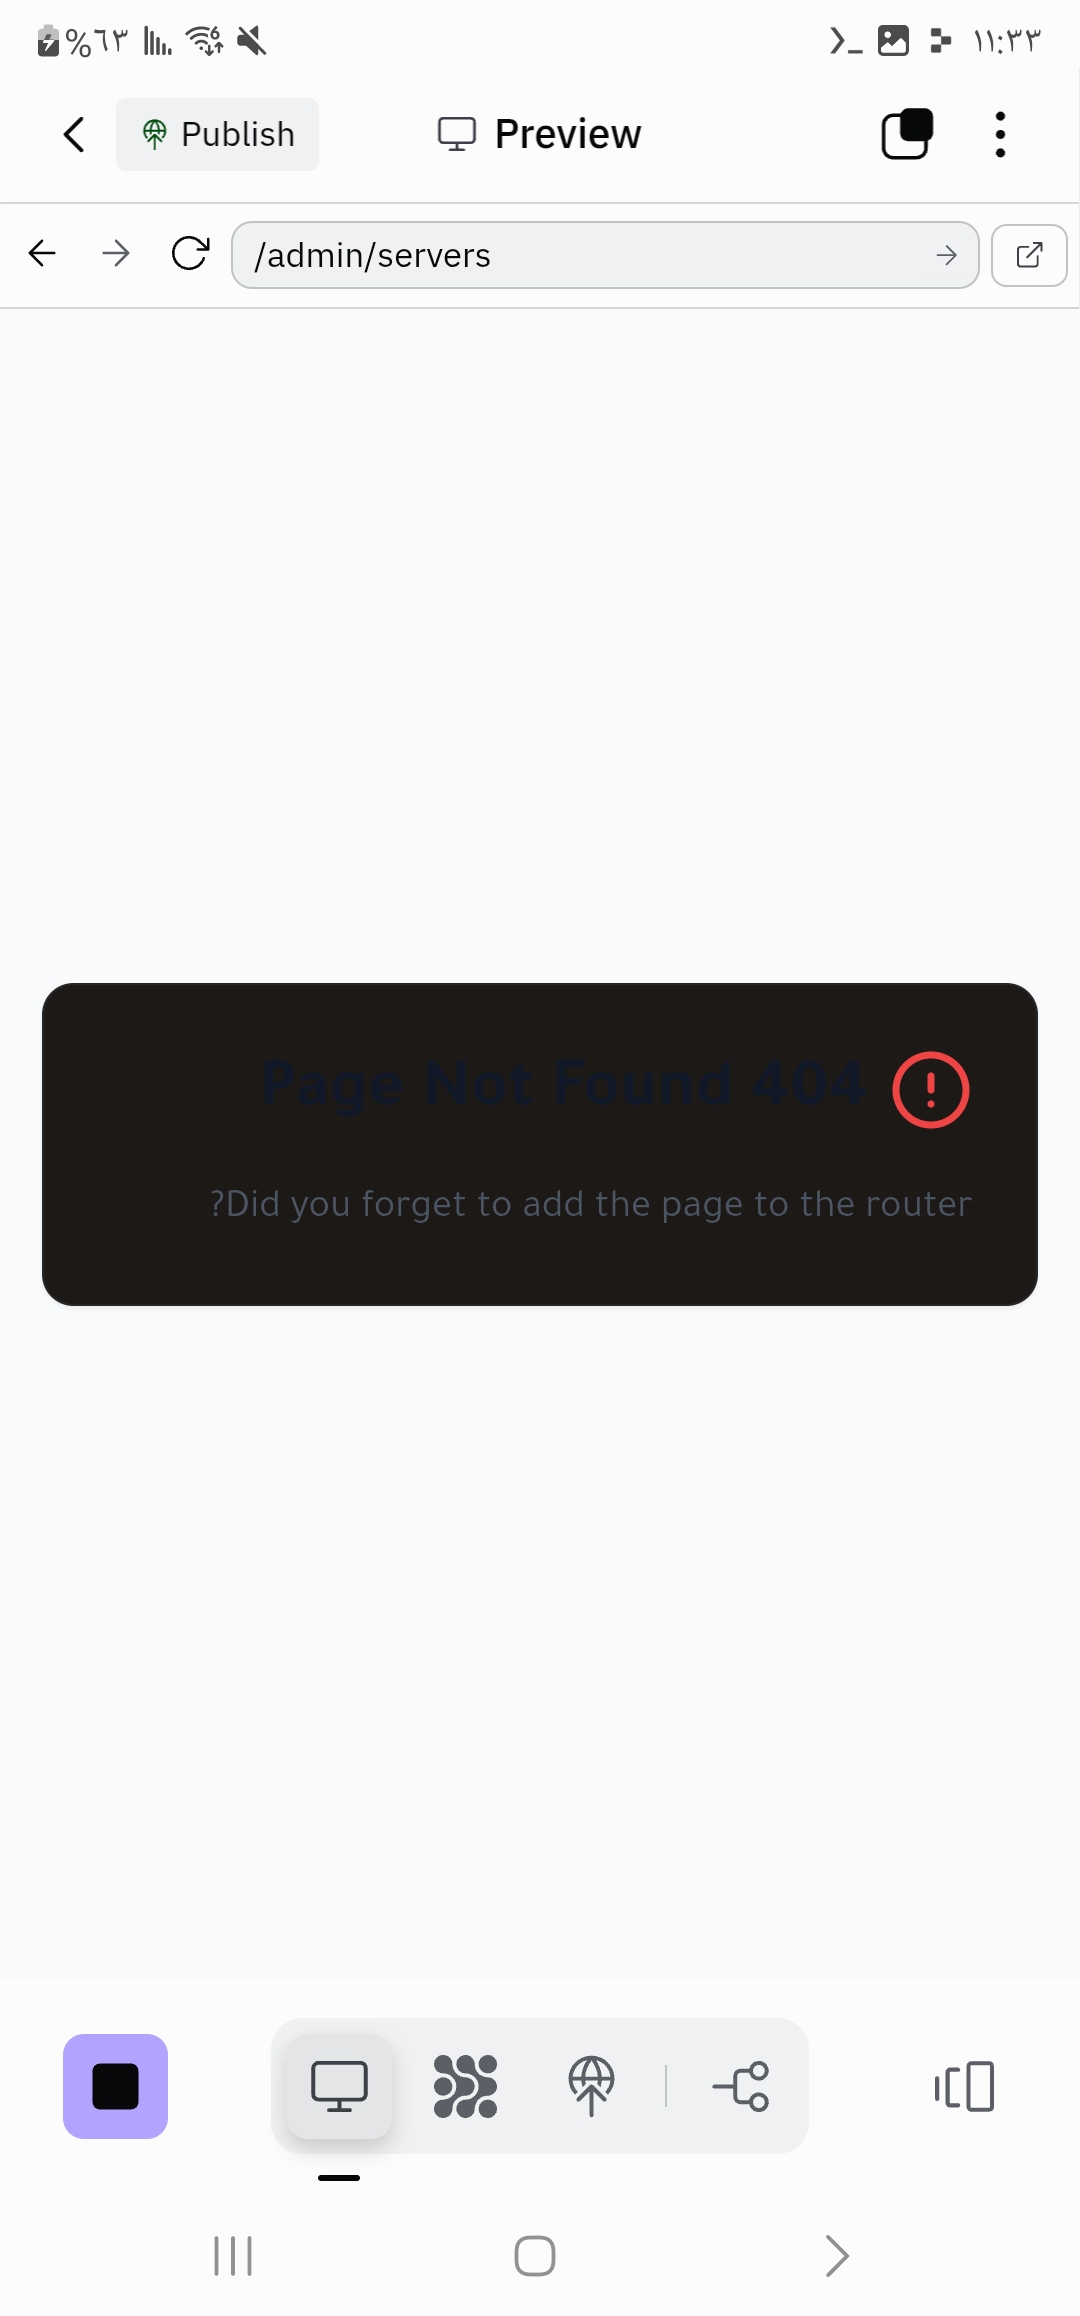 %٦٣
6
١١:٣٣
Publish
Preview
/admin/servers
Page Not Found 404
?Did you forget to add the page to the router